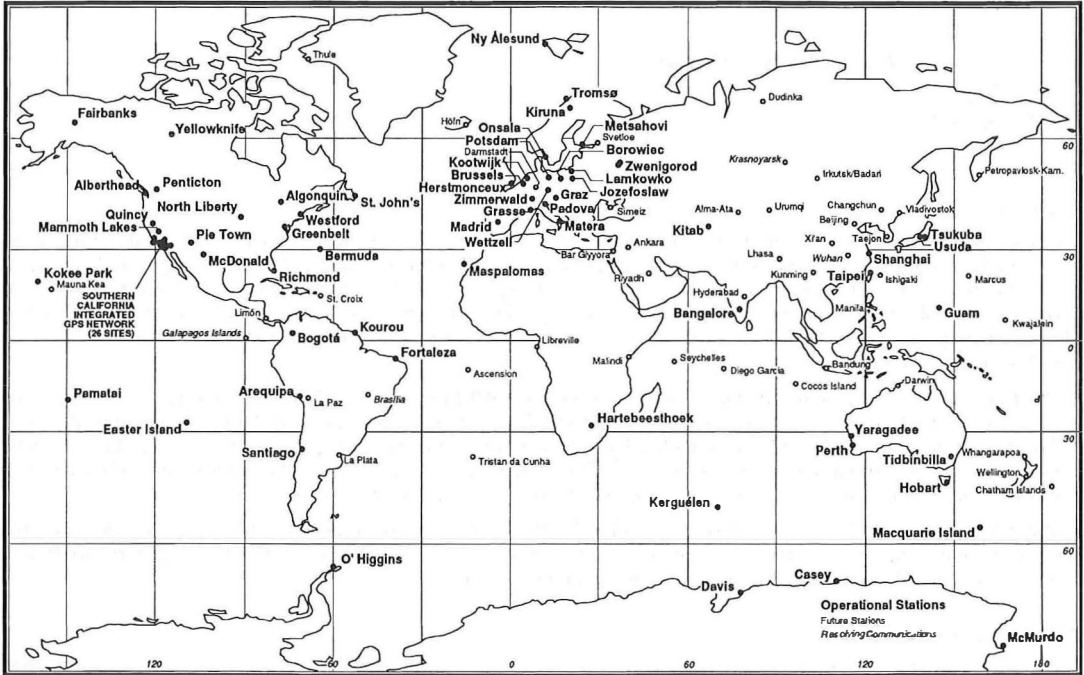 Ny Ålesund
Thule
Tromsø
Dudinka
Kiruna
Fairbanks
Höfn
Onsala
Metsahovi
Yellowknife
Potsdam
Svetloe
60
Darmstadt
Borowiec
Kootwijk
Zwenigorod
Krasnoyarsk
Brussels
Lamkowko
Irkutsk/Badari
Petropavlosk-Kam.
Alberthead
Penticton
Algonquin
St. John's
Herstmonceux
Jozefoslaw
Zimmerwald
Graz
North Liberty
Grasse
Padova
Simeiz
Alma-Ata
Urumqi
Changchun
Vladivostok
Quincy
Westford
Madrid
Matera
Beijing
Mammoth Lakes
Pie Town
Greenbelt
Wettzell
Kitab
Xi'an
Taejon
Tsukuba
Ankara
Usuda
30
McDonald
Bermuda
Bar Giyyora
Lhasa
Wuhan
Shanghai
Kokee Park
Richmond
Maspalomas
Riyadh
Kunming
Taipei
Ishigaki
Marcus
Mauna Kea
SOUTHERN
CALIFORNIA
INTEGRATED
GPS NETWORK
(26 SITES)
St. Croix
Hyderabad
Limón
Bangalore
Manila
Guam
Kwajalein
Galapagos Islands
Bogotá
Kourou
Libreville
0
Fortaleza
Malindi
Seychelles
Bandung
Ascension
Diego Garcia
Cocos Island
Darwin
Pamatai
Arequipa
La Paz
Brasilia
Easter Island
Hartebeesthoek
Yaragadee
30
Santiago
La Plata
Tristan da Cunha
Perth
Tidbinbilla
Whangarapoa
Wellington
Hobart
Chatham Islands
Kerguélen
Macquarie Island
60
O' Higgins
Davis
Casey
Operational Stations
Future Stations
Resolving Communications
McMurdo
120
60
0
60
120
180